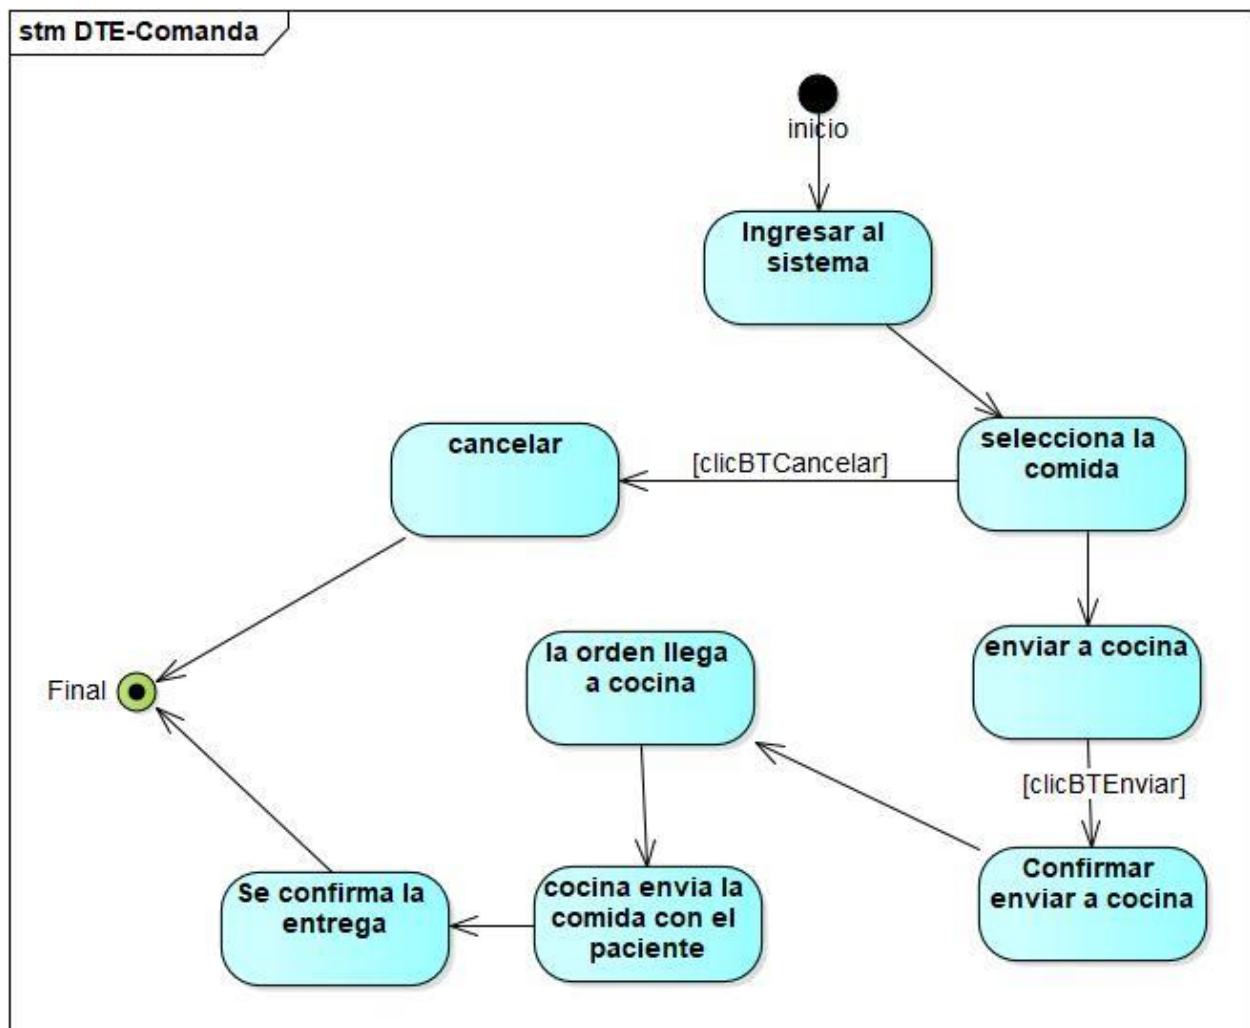 stm DTE-Comanda
inicio
Ingresar al
sistema
selecciona la
comida
[clicBTCancelar]
cancelar
enviar a cocina
[clicBTEnviar]
Confirmar
enviar a cocina
la orden llega
a cocina
cocina envia la
comida con el
paciente
Se confirma la
entrega
Final